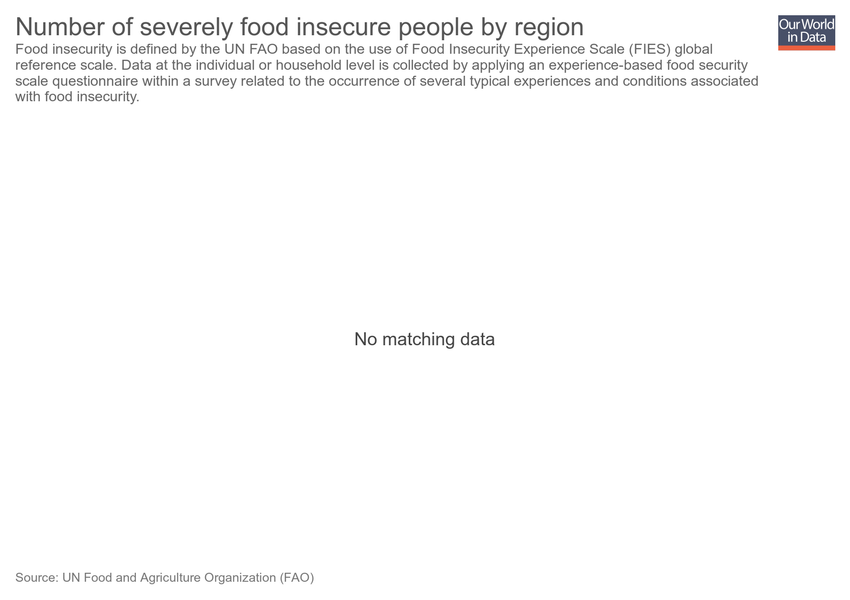 Number of severely food insecure people by region
Our World
in Data
Food insecurity is defined by the UN FAO based on the use of Food Insecurity Experience Scale (FIES) global
reference scale. Data at the individual or household level is collected by applying an experience-based food security
scale questionnaire within a survey related to the occurrence of several typical experiences and conditions associated
with food insecurity.
No matching data
Source: UN Food and Agriculture Organization (FAO)